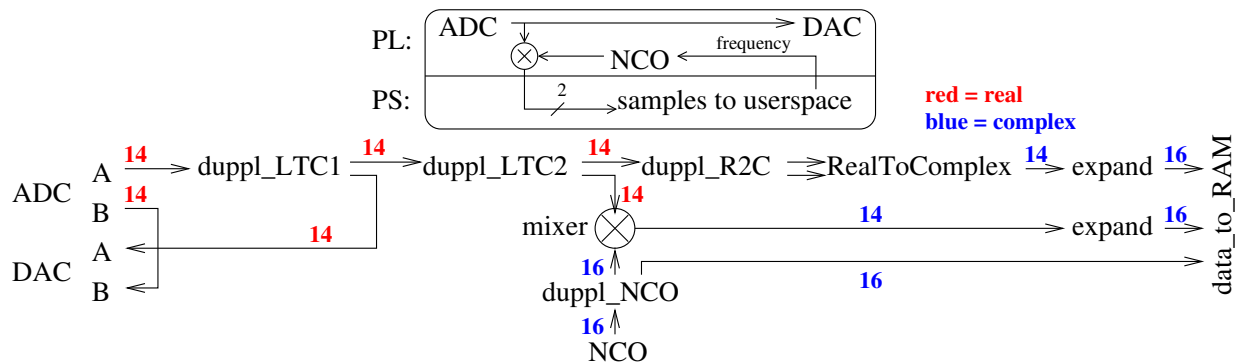 PL: ADC DAC
NCO frequency
PS: 2 samples to userspace
red = real
blue = complex
ADC A 14 duppl_LTC1 14 duppl_LTC2 14 duppl_R2C RealToComplex 14 expand 16 data_to_RAM
B 14
mixer 14 14 expand 16
DAC A 14
B
16 duppl_NCO 16
16
NCO